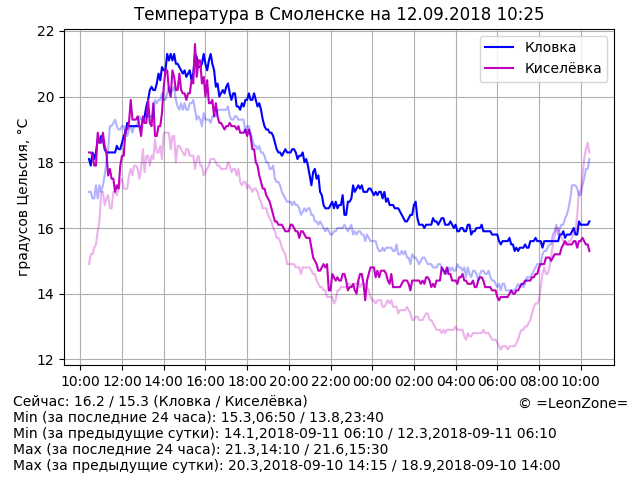 Температура в Смоленске на 12.09.2018 10:25
Кловка
Киселёвка
градусов Цельсия, °C
22
20
18
16
14
12
10:00 12:00 14:00 16:00 18:00 20:00 22:00 00:00 02:00 04:00 06:00 08:00 10:00
Сейчас: 16.2 / 15.3 (Кловка / Киселёвка)
© =LeonZone=
Min (за последние 24 часа): 15.3,06:50 / 13.8,23:40
Min (за предыдущие сутки): 14.1,2018-09-11 06:10 / 12.3,2018-09-11 06:10
Max (за последние 24 часа): 21.3,14:10 / 21.6,15:30
Max (за предыдущие сутки): 20.3,2018-09-10 14:15 / 18.9,2018-09-10 14:00